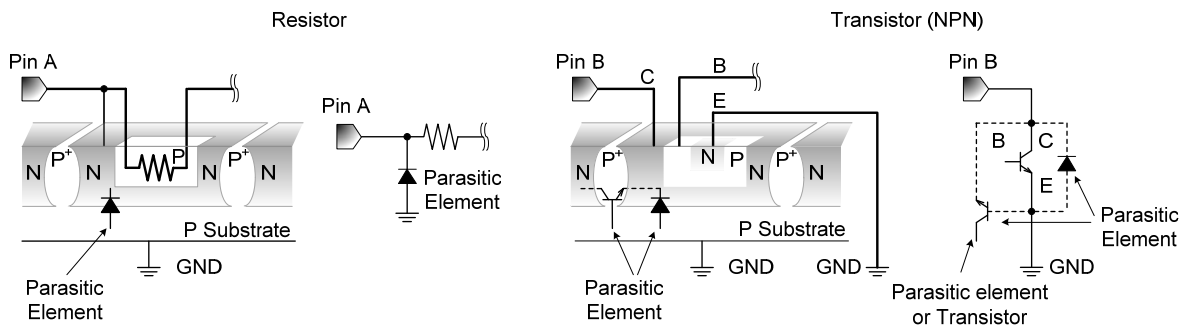 Resistor
Pin A
N
P+
N
P
N
P+
N
Parasitic
Element
P Substrate
GND
Pin A
Parasitic
Element
Transistor (NPN)
Pin B
C
B
E
N
P+
N
N
P
N
P+
N
P Substrate
Parasitic
Element
GND
GND
Pin B
B
C
E
Parasitic
Element
GND
Parasitic element
or Transistor